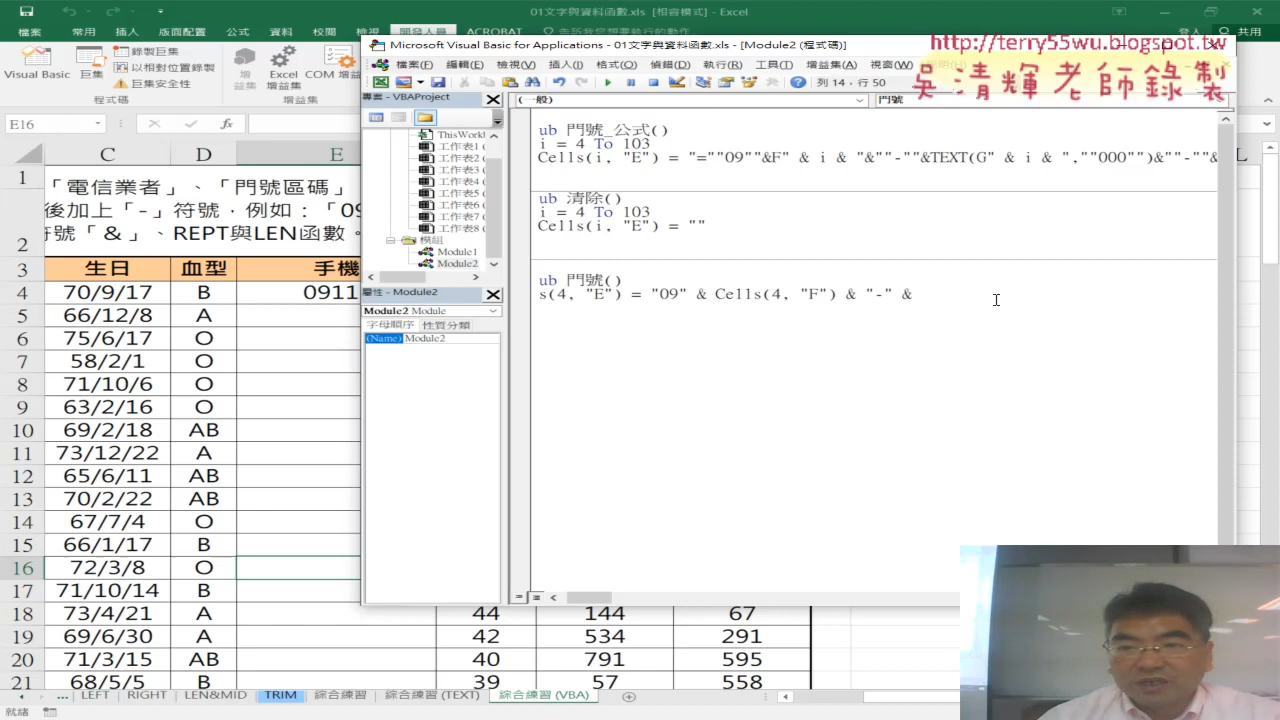 01文字與資料函數.xls [相容模式] - Excel
檔案 常用 插入 版面配置 公式 資料 校閱 檢視 開發人員 ACROBAT 告訴我您想要執行的動作 登入 共用
Visual Basic 巨集 錄製巨集
以相對位置錄製
巨集安全性
增益集 Excel 增益集 COM 增益
程式碼 增益集
E16
fx
C D E L
1 「電信業者」、「門號區碼」
2 後加上「-」符號，例如：「09
符號「&」、REPT與LEN函數。
3 生日 血型 手機
4 70/9/17 B 0911
5 66/12/8 A
6 75/6/17 O
7 58/2/1 O
8 71/10/6 O
9 63/2/16 O
10 69/2/18 AB
11 73/12/22 A
12 65/6/11 AB
13 70/2/22 AB
14 67/7/4 O
15 66/1/17 B
16 72/3/8 O
17 71/10/14 B
18 73/4/21 A 44 144 67
19 69/6/30 A 42 534 291
20 71/3/15 AB 40 791 595
21 68/5/5 B 39 57 558
... LEFT RIGHT LEN&MID TRIM 綜合練習 綜合練習 (TEXT) 綜合練習 (VBA)
就緒
Microsoft Visual Basic for Applications - 01文字與資料函數.xls - [Module2 (程式碼)]
檔案(F) 編輯(E) 檢視(V) 插入(I) 格式(O) 偵錯(D) 執行(R) 工具(T) 增益集(A) 視窗(W)
列 14，行 50
http://terry55wu.blogspot.tw
吳清輝老師錄製
專案 - VBAProject
ThisWorkl
工作表1 (
工作表2 (
工作表3 (
工作表4 (
工作表5 (
工作表6 (
工作表7 (
工作表8 (
模組
Module1
Module2
屬性 - Module2
Module2 Module
字母順序 性質分類
(Name) Module2
(一般) 門號
ub 門號_公式()
i = 4 To 103
Cells(i, "E") = "=""09""&F" & i & "&""-""&TEXT(G" & i & ",""000"")&""-""&
ub 清除()
i = 4 To 103
Cells(i, "E") = ""
ub 門號()
s(4, "E") = "09" & Cells(4, "F") & "-" &